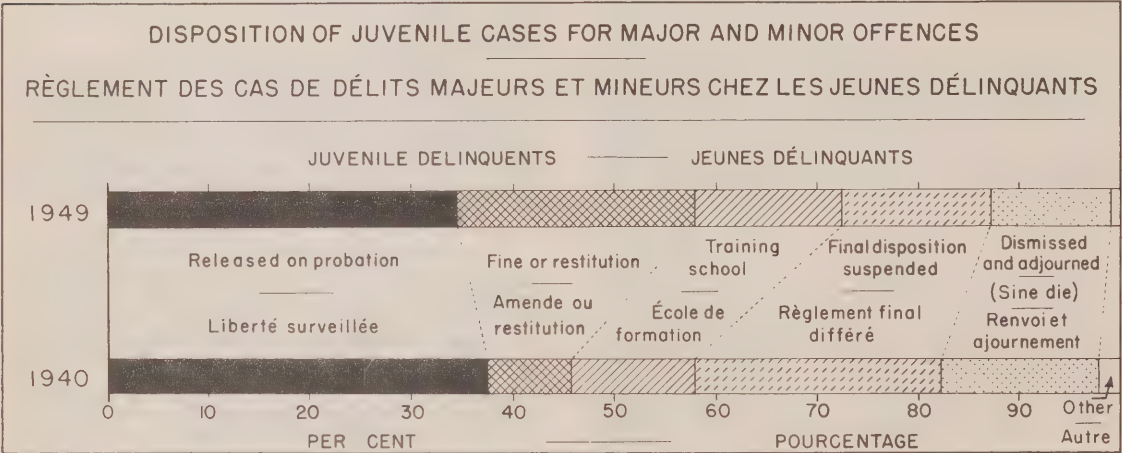 DISPOSITION OF JUVENILE CASES FOR MAJOR AND MINOR OFFENCES
RÈGLEMENT DES CAS DE DÉLITS MAJEURS ET MINEURS CHEZ LES JEUNES DÉLINQUANTS
JUVENILE DELINQUENTS — JEUNES DÉLINQUANTS
1949
Released on probation
Liberté surveillée
Fine or restitution
Amende ou
restitution
Training
school
École de
formation
Final disposition
suspended
Règlement final
différé
Dismissed
and adjourned
(Sine die)
Renvoi et
ajournement
1940
0 10 20 30 40 50 60 70 80 90
Other
Autre
PER CENT — POURCENTAGE